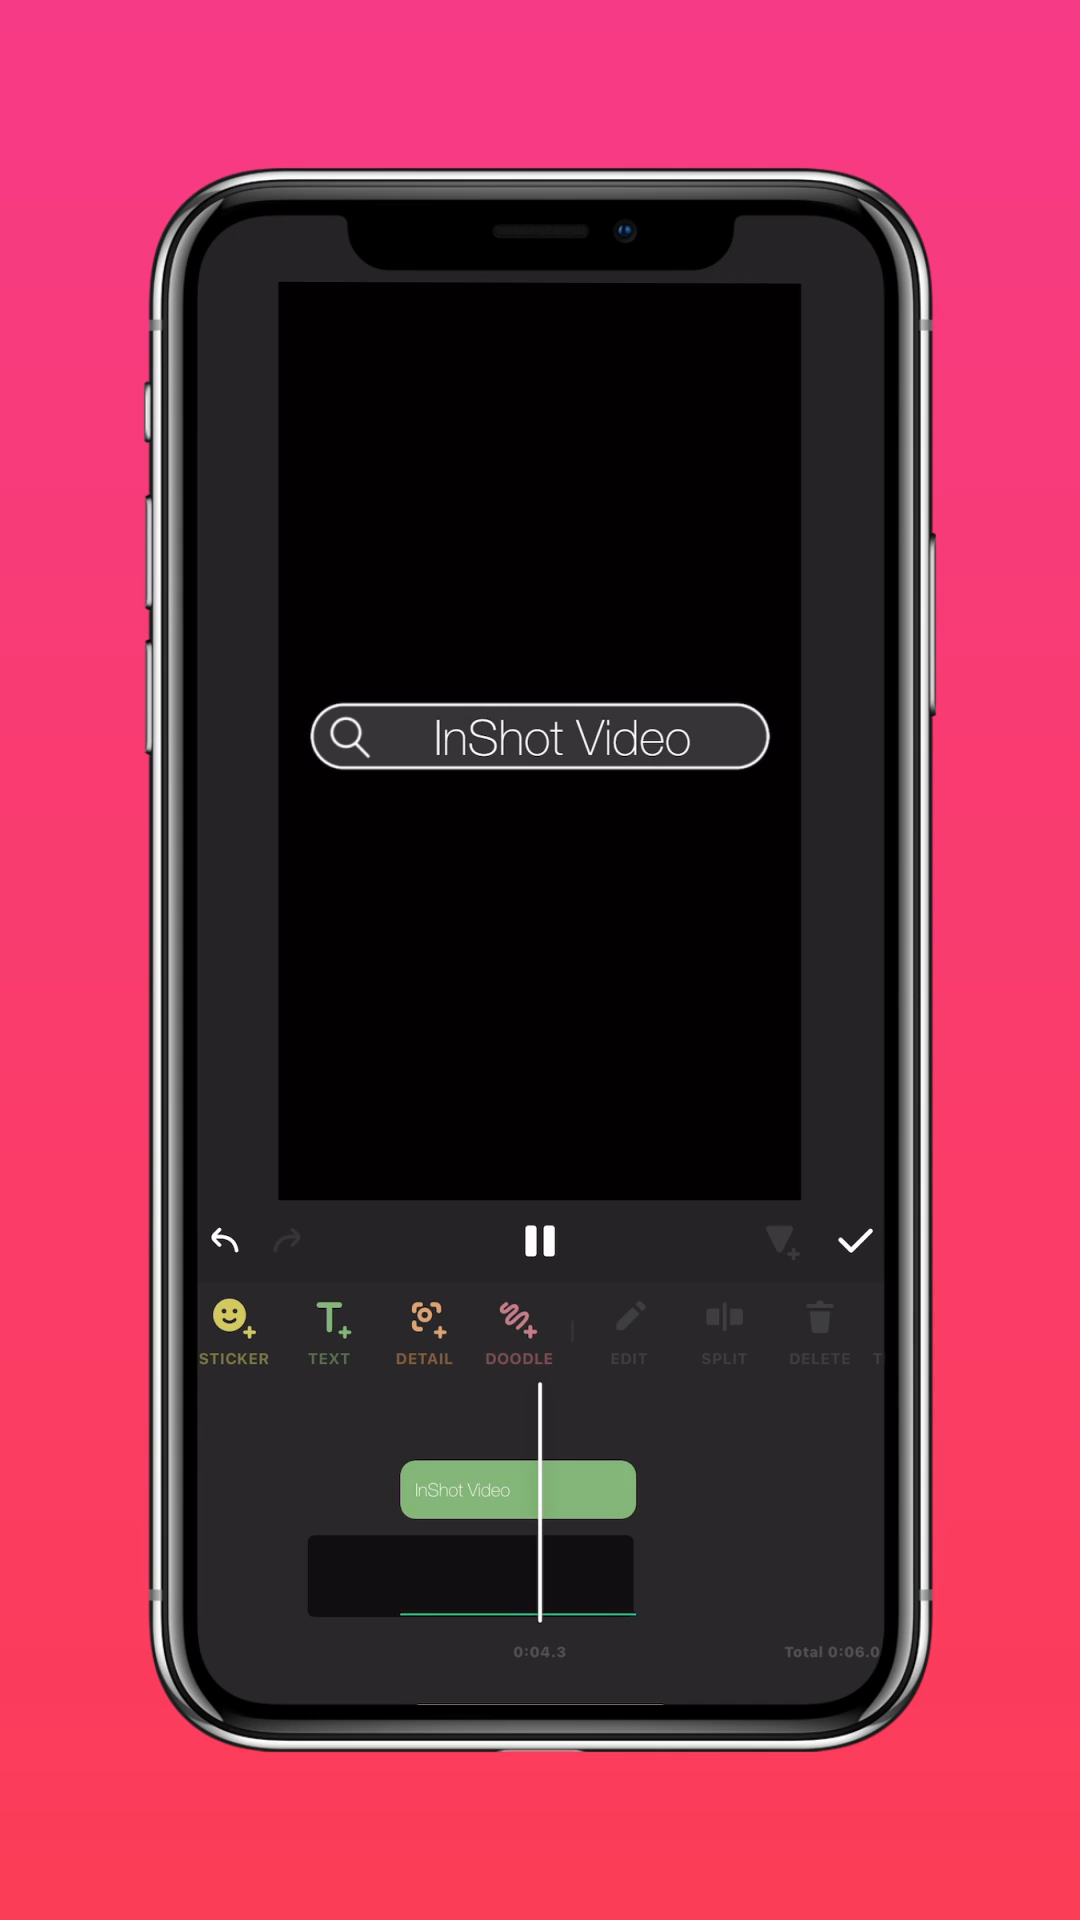 InShot Video
STICKER TEXT DETAIL DOODLE EDIT SPLIT DELETE
InShot Video
0:04.3 Total 0:06.0